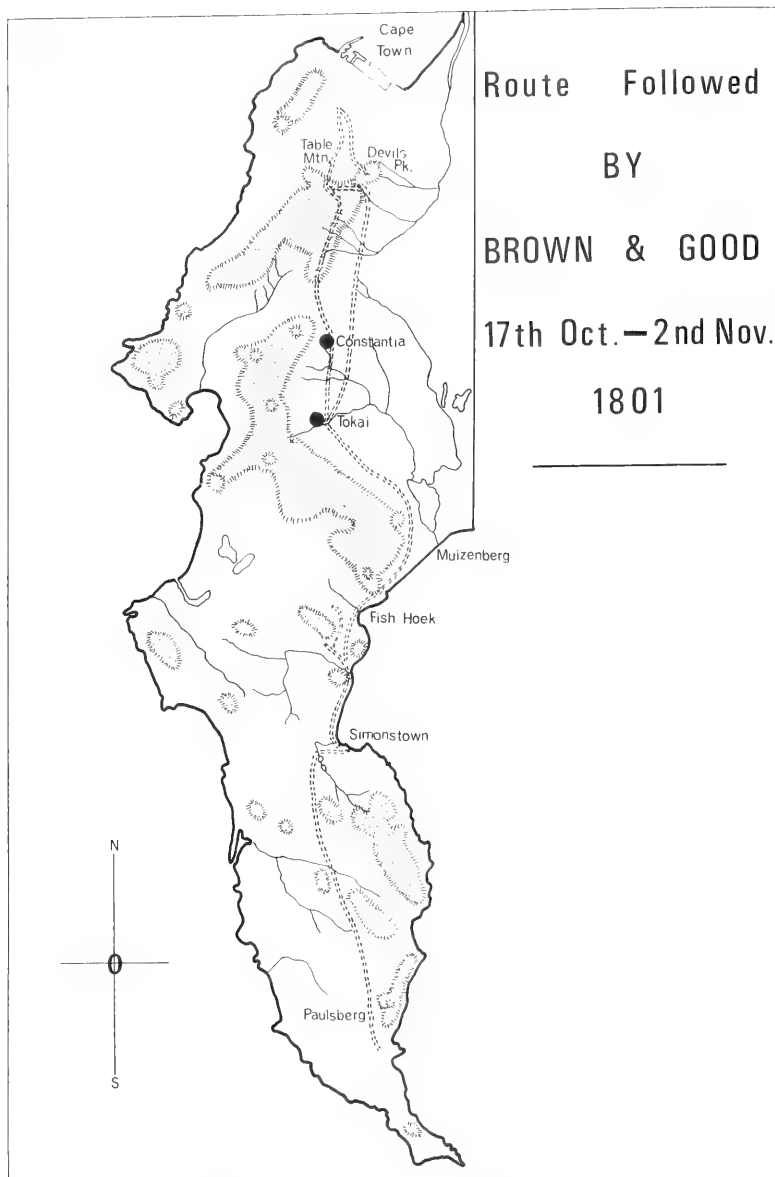 Cape
Town
Route Followed
BY
BROWN & GOOD
17th Oct. — 2nd Nov.
1801
Table
Mtn.
Devils
Pk.
Constantia
Tokai
Muizenberg
Fish Hoek
Simonstown
N
O
S
Paulsberg